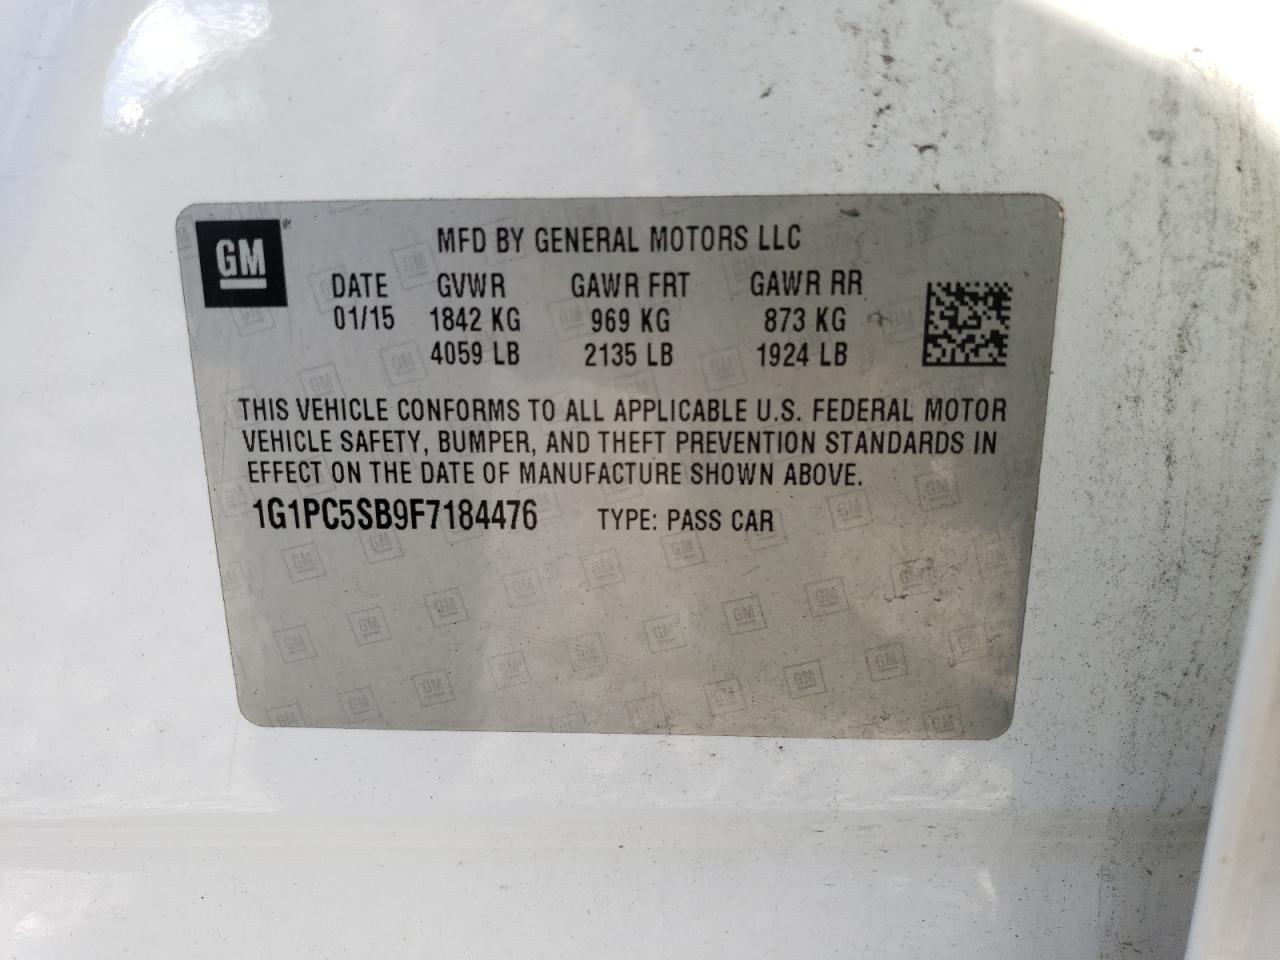 GM
MFD BY GENERAL MOTORS LLC
DATE GVWR GAWR FRT GAWR RR
01/15 1842 KG 969 KG 873 KG
4059 LB 2135 LB 1924 LB
THIS VEHICLE CONFORMS TO ALL APPLICABLE U.S. FEDERAL MOTOR
VEHICLE SAFETY, BUMPER, AND THEFT PREVENTION STANDARDS IN
EFFECT ON THE DATE OF MANUFACTURE SHOWN ABOVE.
1G1PC5SB9F7184476 TYPE: PASS CAR